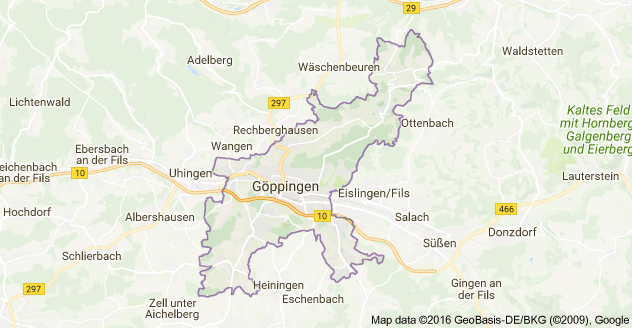 29
Waldstetten
Adelberg
Wäschenbeuren
Lichtenwald
297
Kaltes Feld
mit Hornberg
Galgenberg
und Eierberg
Rechberghausen
Ottenbach
Ebersbach
an der Fils
Wangen
eichenbach
an der Fils
10
Uhingen
Lauterstein
Göppingen
Eislingen/Fils
Hochdorf
Albershausen
10
Salach
466
Donzdorf
Süßen
Schlierbach
297
Heiningen
Gingen an
der Fils
Zell unter
Aichelberg
Eschenbach
Map data ©2016 GeoBasis-DE/BKG (©2009), Google